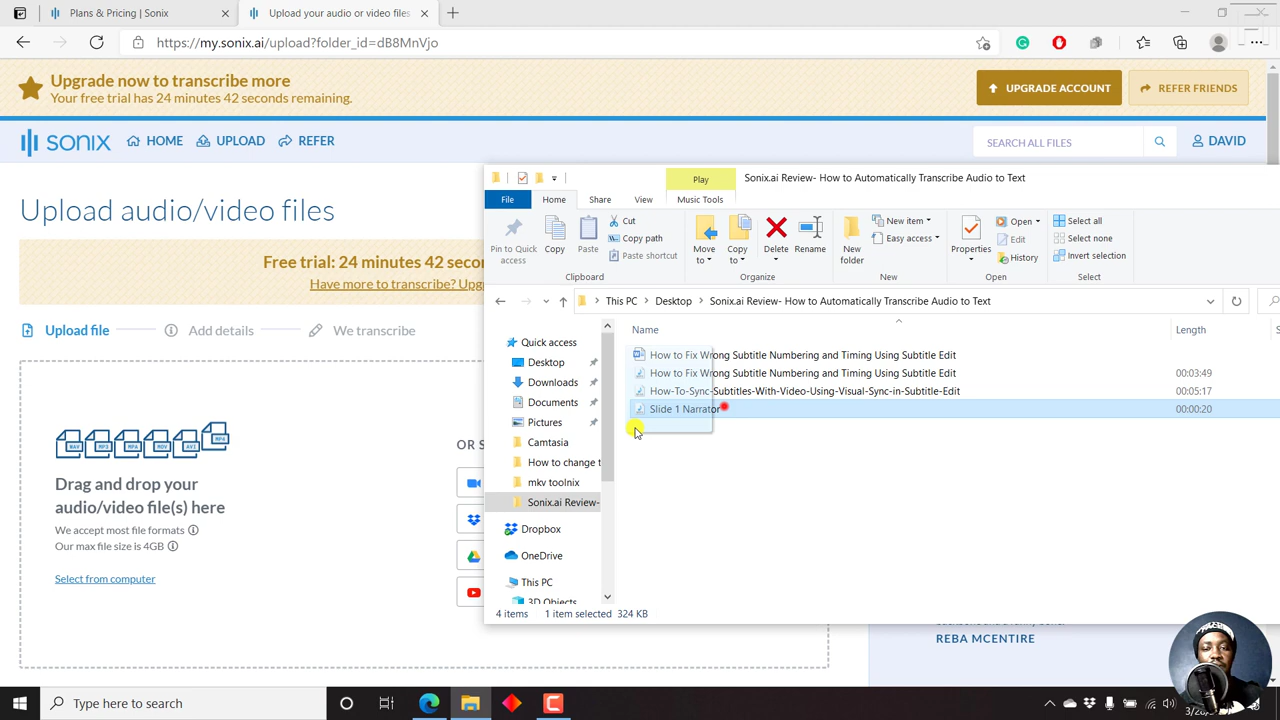 Plans & Pricing | Sonix
Upload your audio or video files
https://my.sonix.ai/upload?folder_id=dB8MnVjo
Upgrade now to transcribe more
Your free trial has 24 minutes 42 seconds remaining.
UPGRADE ACCOUNT
REFER FRIENDS
sonix
HOME
UPLOAD
REFER
SEARCH ALL FILES
DAVID
Upload audio/video files
Free trial: 24 minutes 42 seco
Have more to transcribe? Upg
Upload file
Add details
We transcribe
WAV MP3 MPA MOV AVI MP4
Drag and drop your
audio/video file(s) here
We accept most file formats
Our max file size is 4GB
Select from computer
OR S
Play
Sonix.ai Review- How to Automatically Transcribe Audio to Text
File
Home
Share
View
Music Tools
Pin to Quick
access
Copy
Paste
Cut
Copy path
Paste shortcut
Clipboard
Move
to
Copy
to
Delete
Rename
Organize
New
folder
New item
Easy access
New
Properties
Open
Edit
History
Open
Select all
Select none
Invert selection
Select
This PC
Desktop
Sonix.ai Review- How to Automatically Transcribe Audio to Text
Name
Length
Quick access
Desktop
Downloads
Documents
Pictures
Camtasia
How to change t
mkv toolnix
Sonix.ai Review-
Dropbox
OneDrive
This PC
3D Objects
How to Fix Wrong Subtitle Numbering and Timing Using Subtitle Edit
How to Fix Wrong Subtitle Numbering and Timing Using Subtitle Edit
00:03:49
How-To-Sync-Subtitles-With-Video-Using-Visual-Sync-in-Subtitle-Edit
00:05:17
Slide 1 Narrator
00:00:20
4 items
1 item selected 324 KB
REBA MCENTIRE
Type here to search